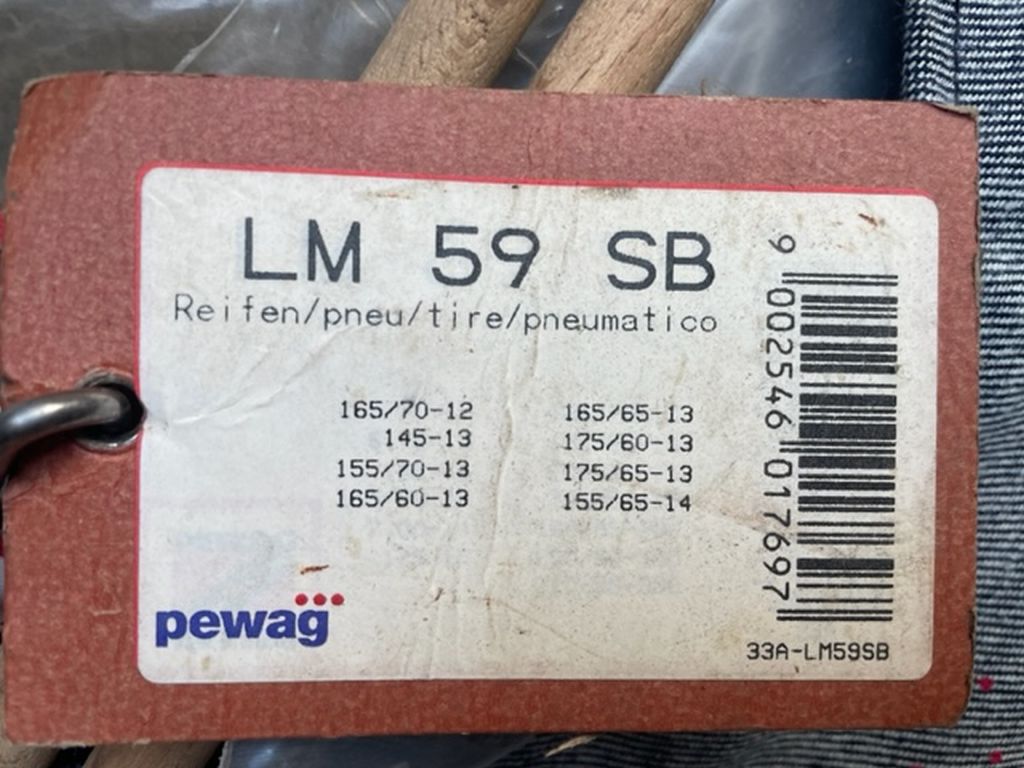 LM 59 SB
Reifen/pneu/tire/pneumatico
165/70-12
145-13
155/70-13
165/60-13
165/65-13
175/60-13
175/65-13
155/65-14
pewag
9 002546 017697
33A-LM59SB